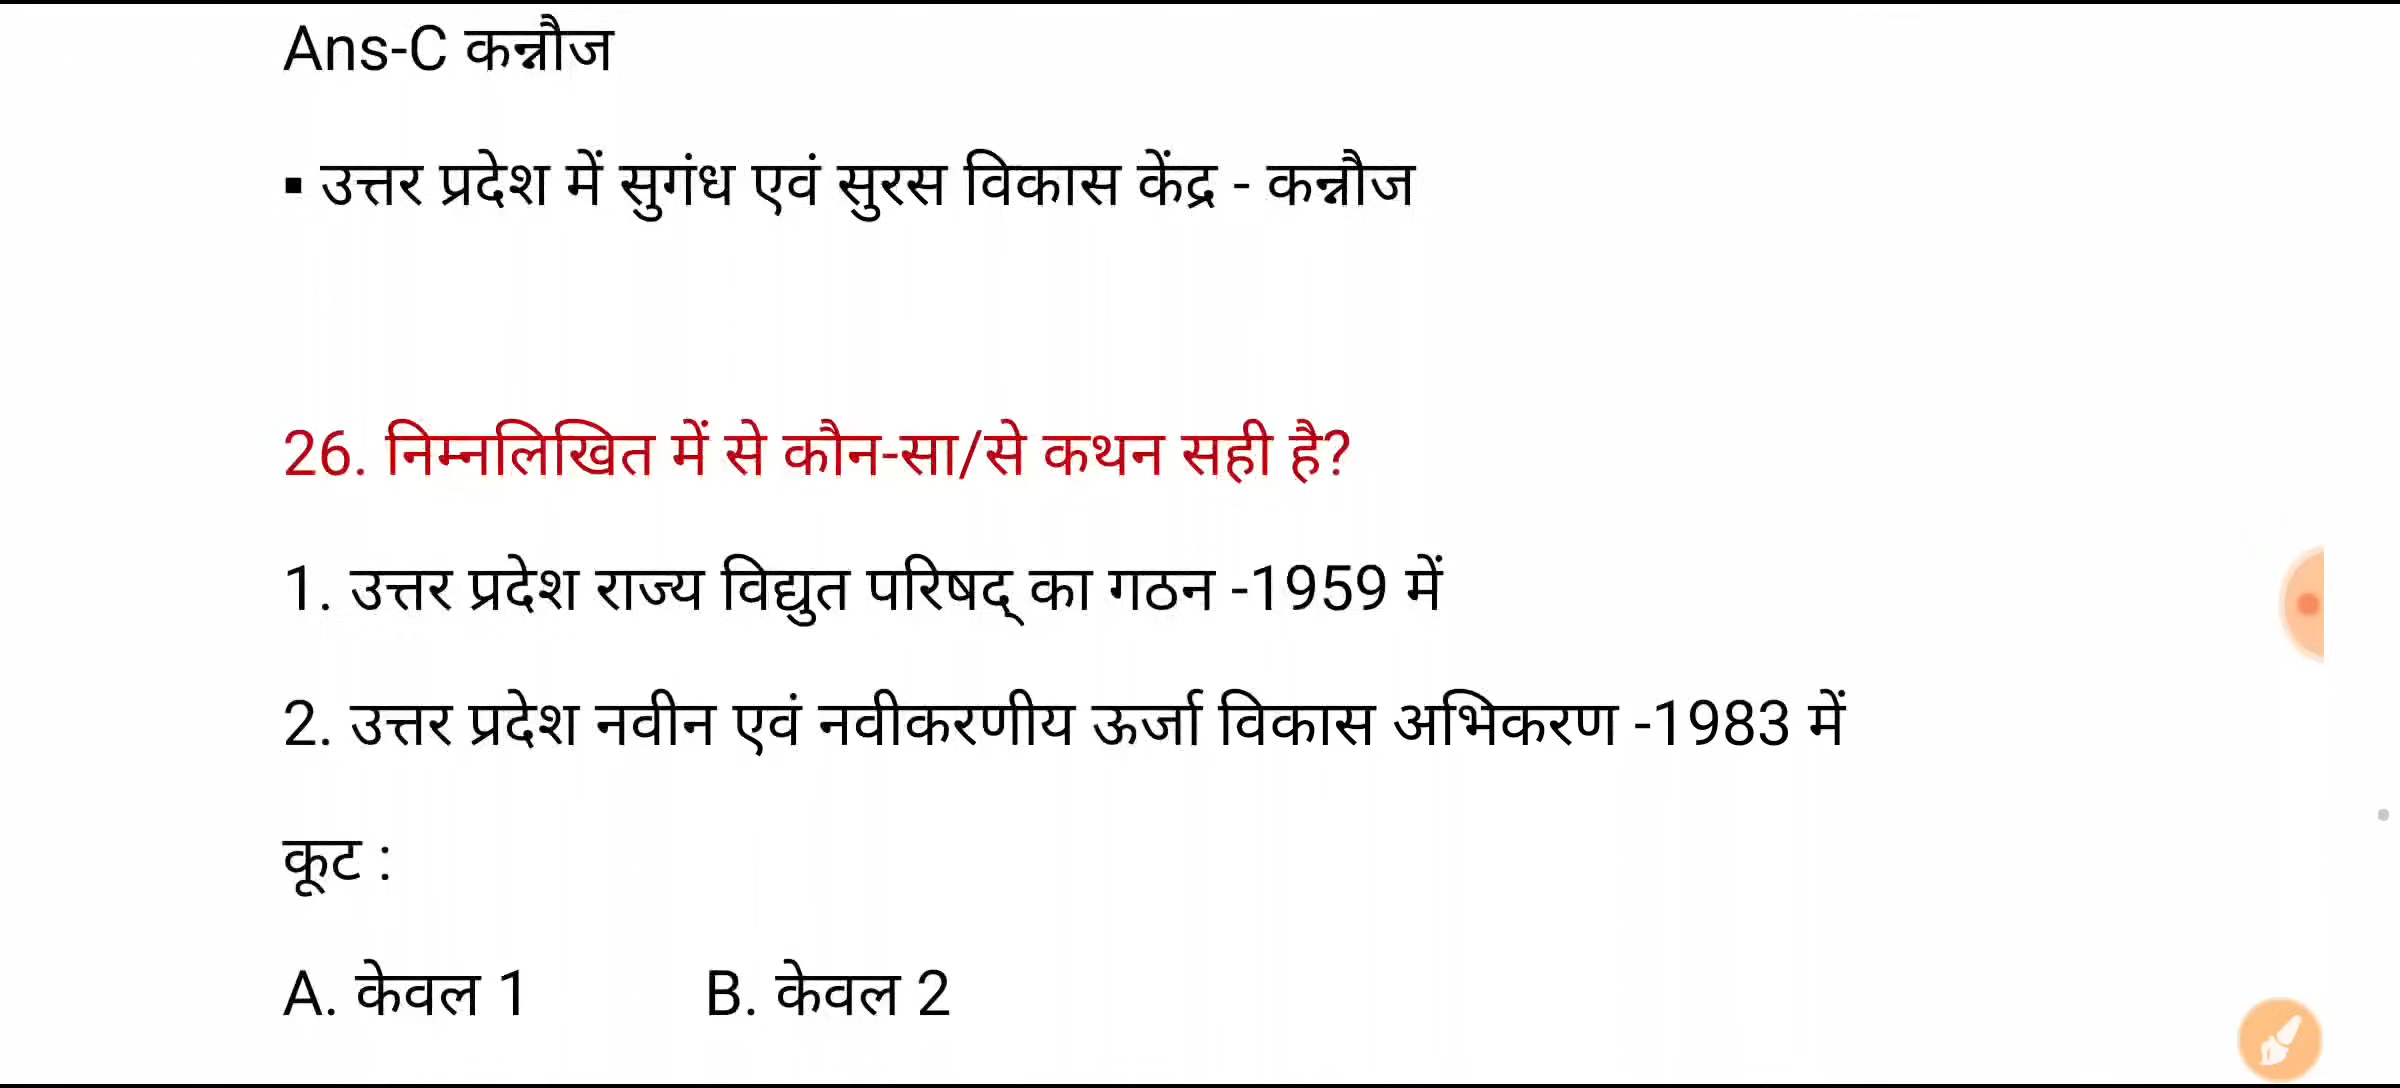 Ans-C कन्नौज
▪ उत्तर प्रदेश में सुगंध एवं सुरस विकास केंद्र - कन्नौज
26. निम्नलिखित में से कौन-सा/से कथन सही है?
1. उत्तर प्रदेश राज्य विद्युत परिषद् का गठन -1959 में
2. उत्तर प्रदेश नवीन एवं नवीकरणीय ऊर्जा विकास अभिकरण -1983 में
कूट :
A. केवल 1 B. केवल 2